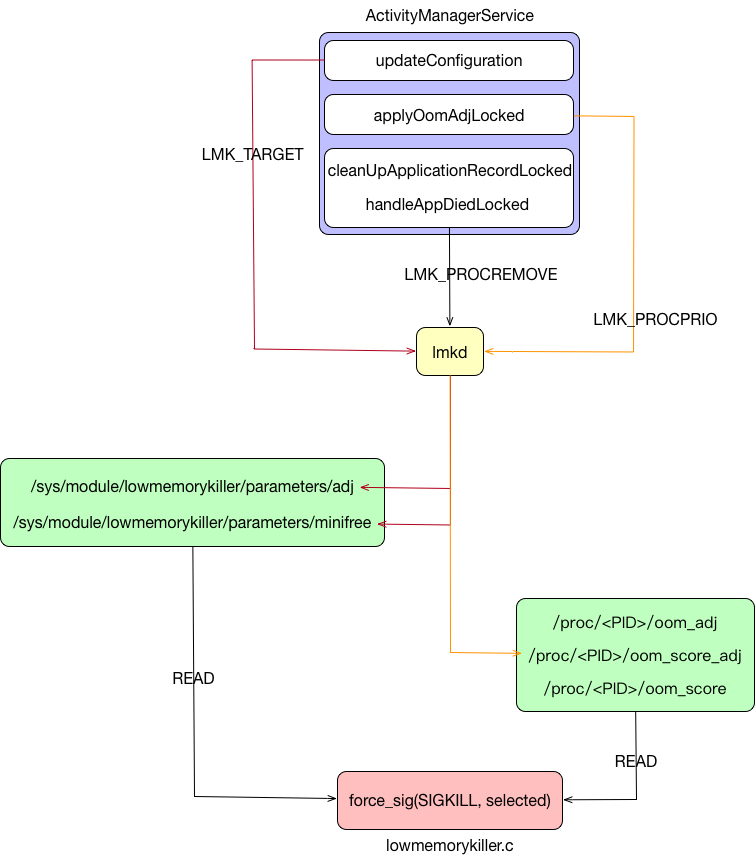 ActivityManagerService
updateConfiguration
applyOomAdjLocked
LMK_TARGET
cleanUpApplicationRecordLocked
handleAppDiedLocked
LMK_PROCREMOVE
LMK_PROCPRIO
lmkd
/sys/module/lowmemorykiller/parameters/adj
/sys/module/lowmemorykiller/parameters/minifree
/proc/<PID>/oom_adj
/proc/<PID>/oom_score_adj
/proc/<PID>/oom_score
READ
READ
force_sig(SIGKILL, selected)
lowmemorykiller.c